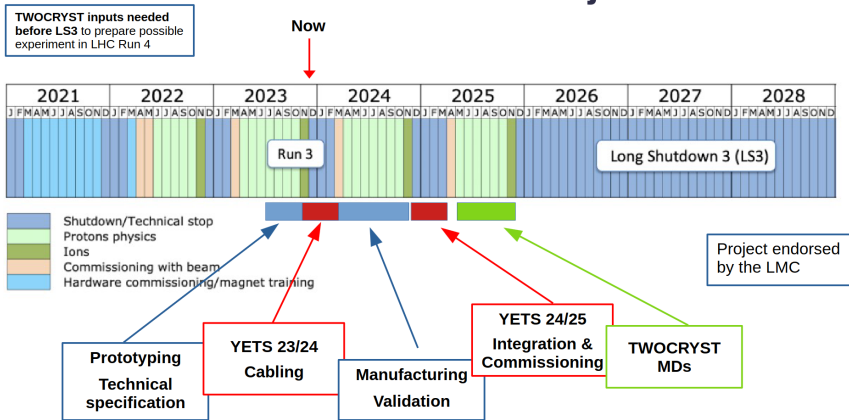 TWOCRYST inputs needed
before LS3 to prepare possible
experiment in LHC Run 4
Now
2021 2022 2023 2024 2025 2026 2027 2028
J F M A M J J A S O N D J F M A M J J A S O N D J F M A M J J A S O N D J F M A M J J A S O N D J F M A M J J A S O N D J F M A M J J A S O N D J F M A M J J A S O N D J F M A M J J A S O N D
Run 3
Long Shutdown 3 (LS3)
Shutdown/Technical stop
Protons physics
Ions
Commissioning with beam
Hardware commissioning/magnet training
Project endorsed
by the LMC
Prototyping
Technical
specification
YETS 23/24
Cabling
Manufacturing
Validation
YETS 24/25
Integration &
Commissioning
TWOCRYST
MDs